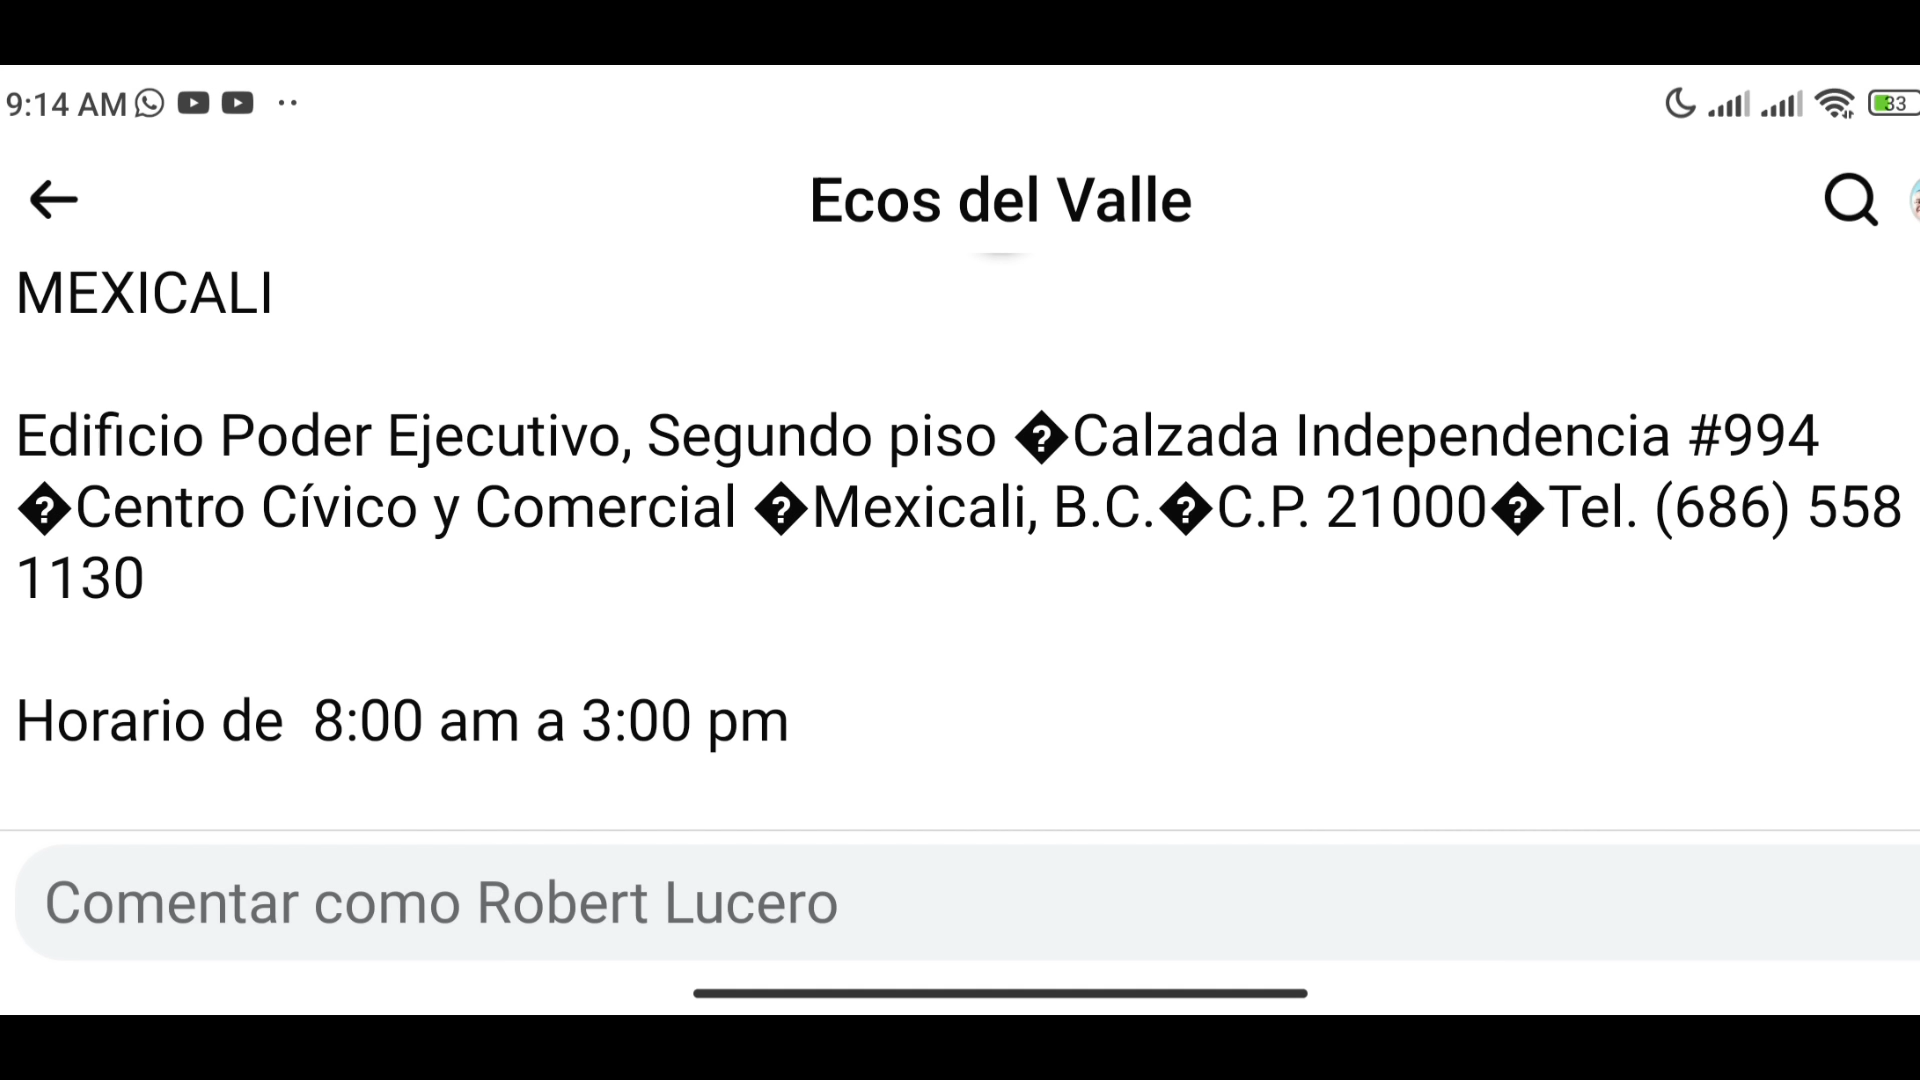 9:14 AM
33
Ecos del Valle
MEXICALI
Edificio Poder Ejecutivo, Segundo piso �Calzada Independencia #994
�Centro Cívico y Comercial �Mexicali, B.C.�C.P. 21000�Tel. (686) 558
1130
Horario de  8:00 am a 3:00 pm
Comentar como Robert Lucero